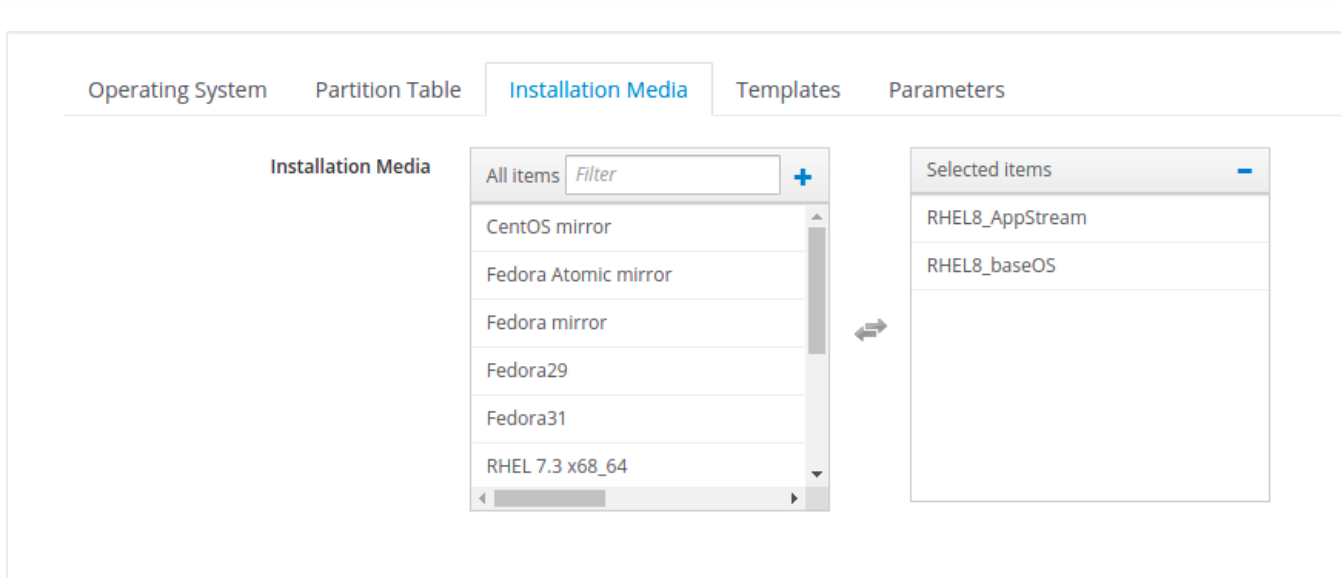 Operating System Partition Table Installation Media Templates Parameters
Installation Media
All items Filter
CentOS mirror
Fedora Atomic mirror
Fedora mirror
Fedora29
Fedora31
RHEL 7.3 x68_64
Selected items
RHEL8_AppStream
RHEL8_baseOS